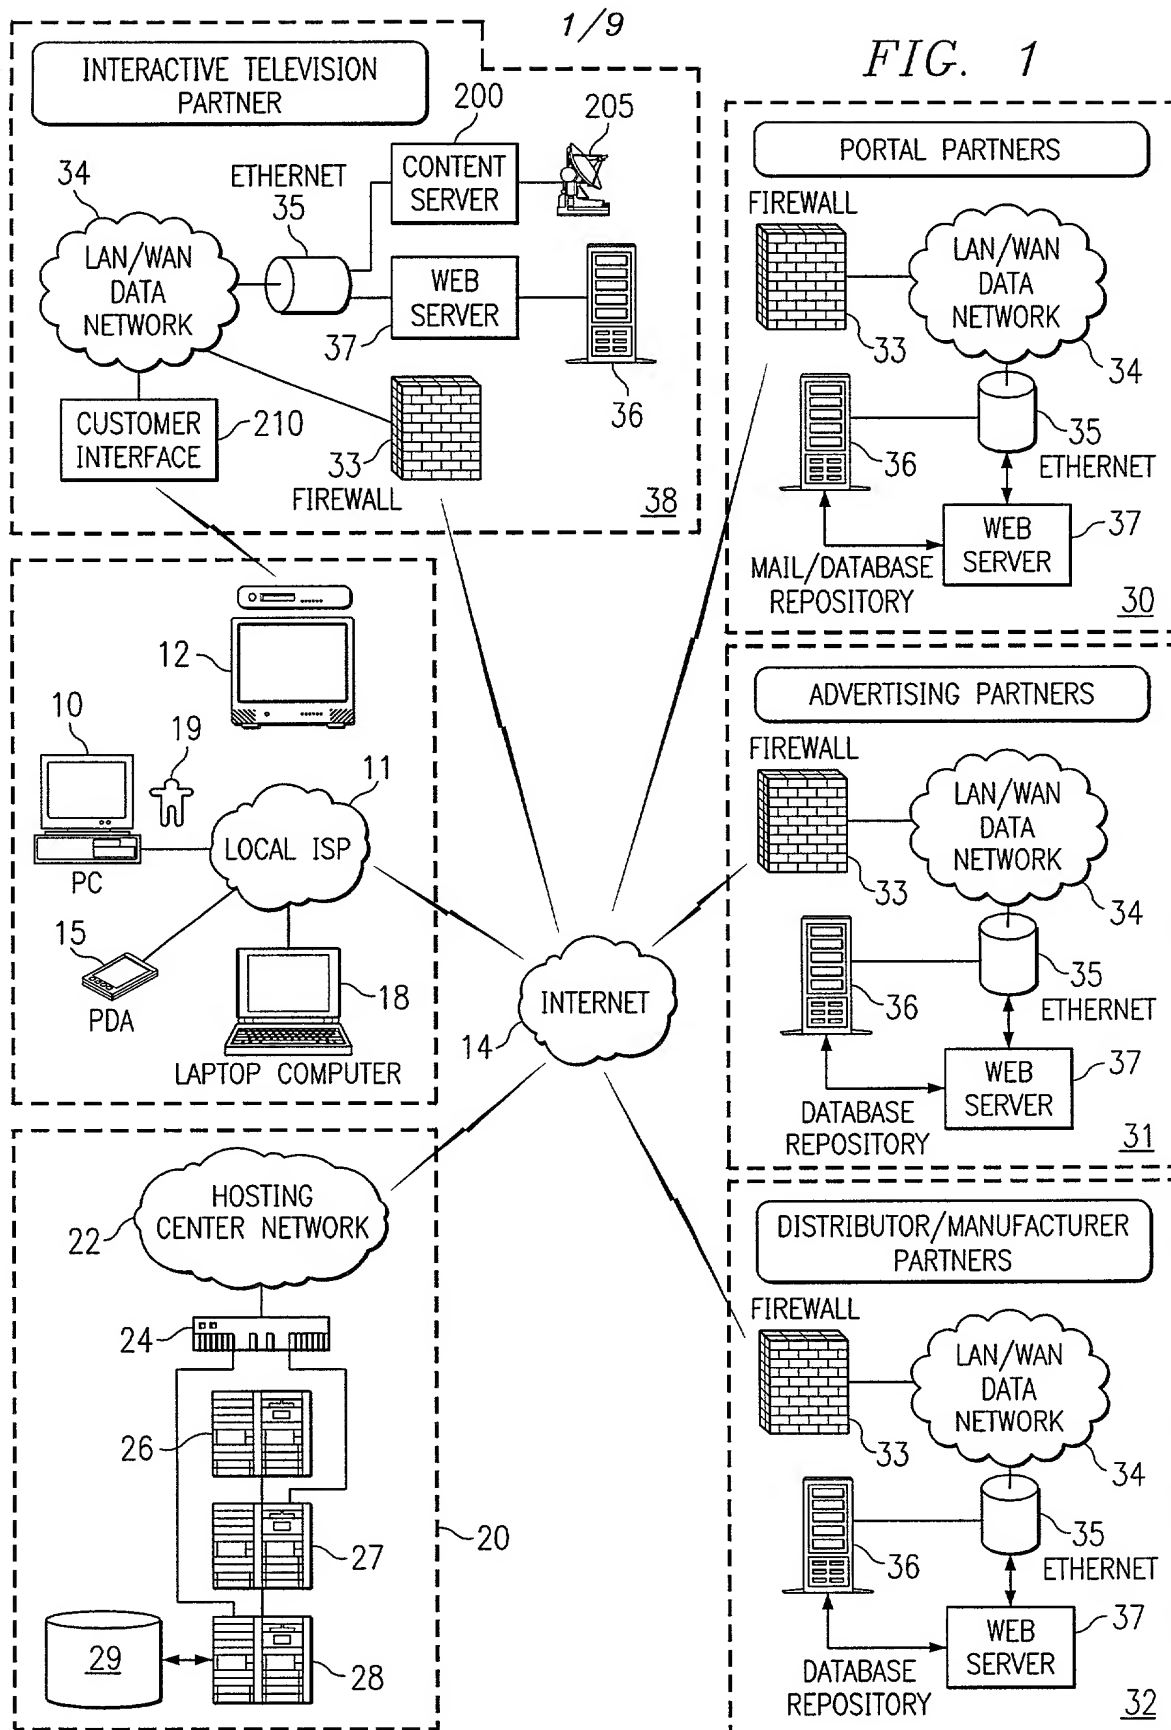 1/9
FIG. 1
INTERACTIVE TELEVISION
PARTNER
200
205
CONTENT
SERVER
ETHERNET
35
34
LAN/WAN
DATA
NETWORK
WEB
SERVER
37
36
CUSTOMER
INTERFACE
210
33
FIREWALL
38
12
10
19
11
LOCAL ISP
PC
15
PDA
18
LAPTOP COMPUTER
INTERNET
14
HOSTING
CENTER NETWORK
22
24
26
27
20
29
28
PORTAL PARTNERS
FIREWALL
LAN/WAN
DATA
NETWORK
33
34
36
35
ETHERNET
WEB
SERVER
37
MAIL/DATABASE
REPOSITORY
30
ADVERTISING PARTNERS
FIREWALL
LAN/WAN
DATA
NETWORK
33
34
36
35
ETHERNET
WEB
SERVER
37
DATABASE
REPOSITORY
31
DISTRIBUTOR/MANUFACTURER
PARTNERS
FIREWALL
LAN/WAN
DATA
NETWORK
33
34
36
35
ETHERNET
WEB
SERVER
37
DATABASE
REPOSITORY
32